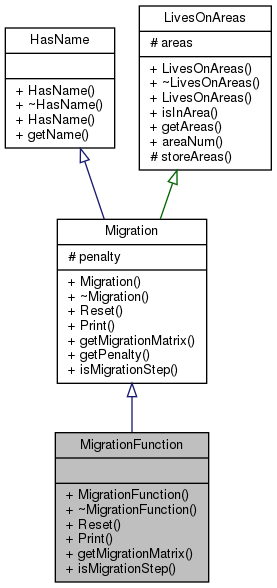 HasName
+ HasName()
+ ~HasName()
+ HasName()
+ getName()
LivesOnAreas
# areas
+ LivesOnAreas()
+ ~LivesOnAreas()
+ LivesOnAreas()
+ isInArea()
+ getAreas()
+ areaNum()
# storeAreas()
Migration
# penalty
+ Migration()
+ ~Migration()
+ Reset()
+ Print()
+ getMigrationMatrix()
+ getPenalty()
+ isMigrationStep()
MigrationFunction
+ MigrationFunction()
+ ~MigrationFunction()
+ Reset()
+ Print()
+ getMigrationMatrix()
+ isMigrationStep()